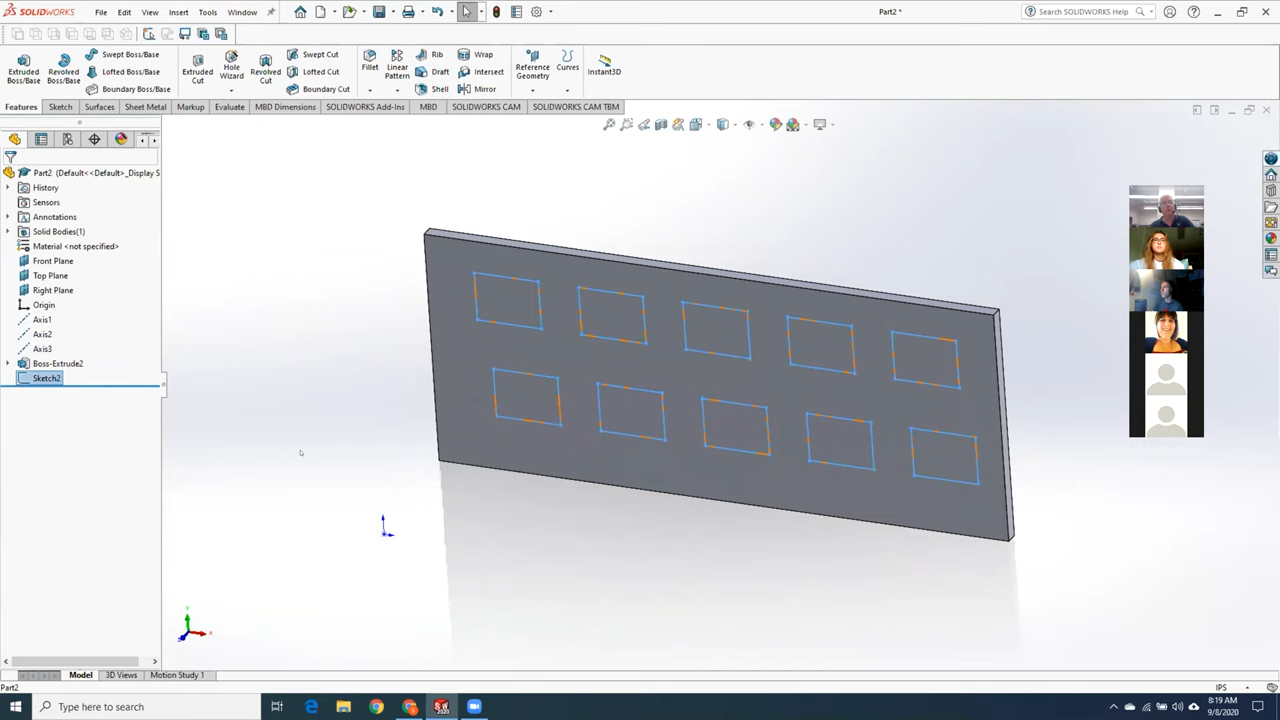 SOLIDWORKS File Edit View Insert Tools Window Part2 * Search SOLIDWORKS Help
Extruded Boss/Base
Revolved Boss/Base
Swept Boss/Base
Lofted Boss/Base
Boundary Boss/Base
Extruded Cut
Hole Wizard
Revolved Cut
Swept Cut
Lofted Cut
Boundary Cut
Fillet
Linear Pattern
Rib
Draft
Shell
Wrap
Intersect
Mirror
Reference Geometry
Curves
Instant3D
Features Sketch Surfaces Sheet Metal Markup Evaluate MBD Dimensions SOLIDWORKS Add-Ins MBD SOLIDWORKS CAM SOLIDWORKS CAM TBM
Part2 (Default<<Default>_Display S
History
Sensors
Annotations
Solid Bodies(1)
Material <not specified>
Front Plane
Top Plane
Right Plane
Origin
Axis1
Axis2
Axis3
Boss-Extrude2
Sketch2
Y
X
Model 3D Views Motion Study 1
Part2 IPS
Type here to search
8:19 AM
9/8/2020